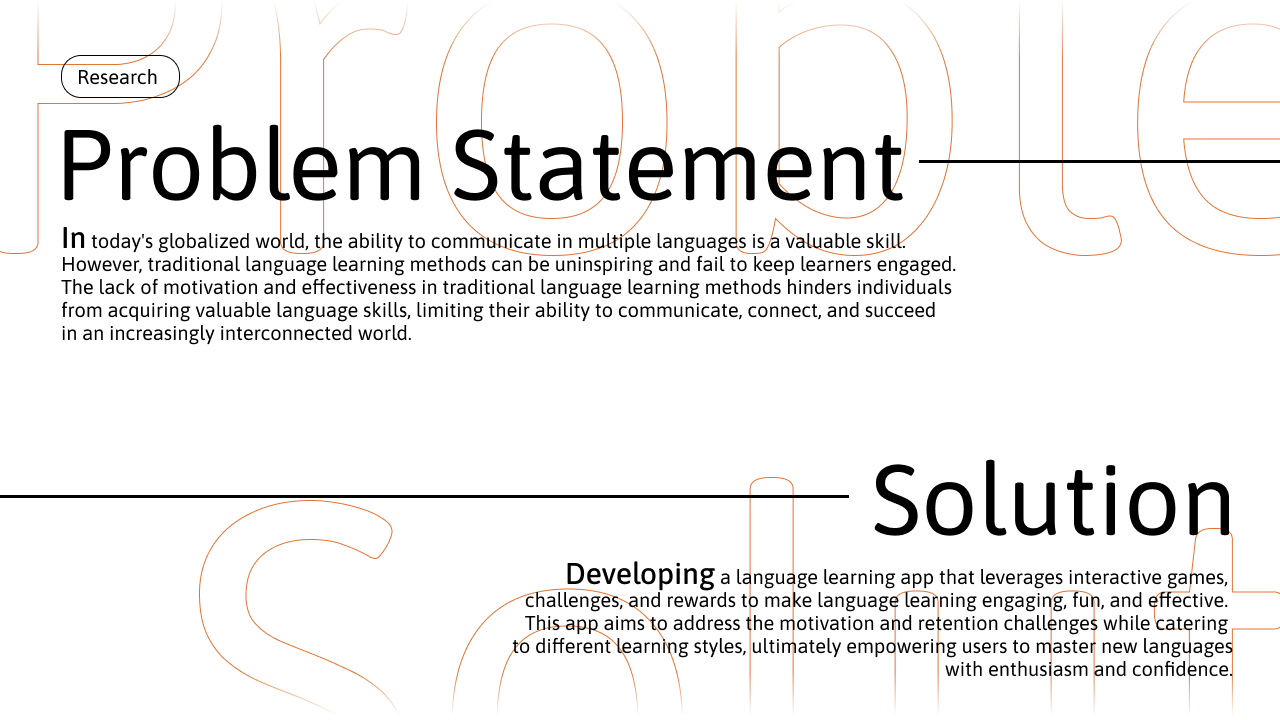 Research
Problem Statement
In today's globalized world, the ability to communicate in multiple languages is a valuable skill.
However, traditional language learning methods can be uninspiring and fail to keep learners engaged.
The lack of motivation and effectiveness in traditional language learning methods hinders individuals
from acquiring valuable language skills, limiting their ability to communicate, connect, and succeed
in an increasingly interconnected world.
Solution
Developing a language learning app that leverages interactive games,
challenges, and rewards to make language learning engaging, fun, and effective.
This app aims to address the motivation and retention challenges while catering
to different learning styles, ultimately empowering users to master new languages
with enthusiasm and confidence.